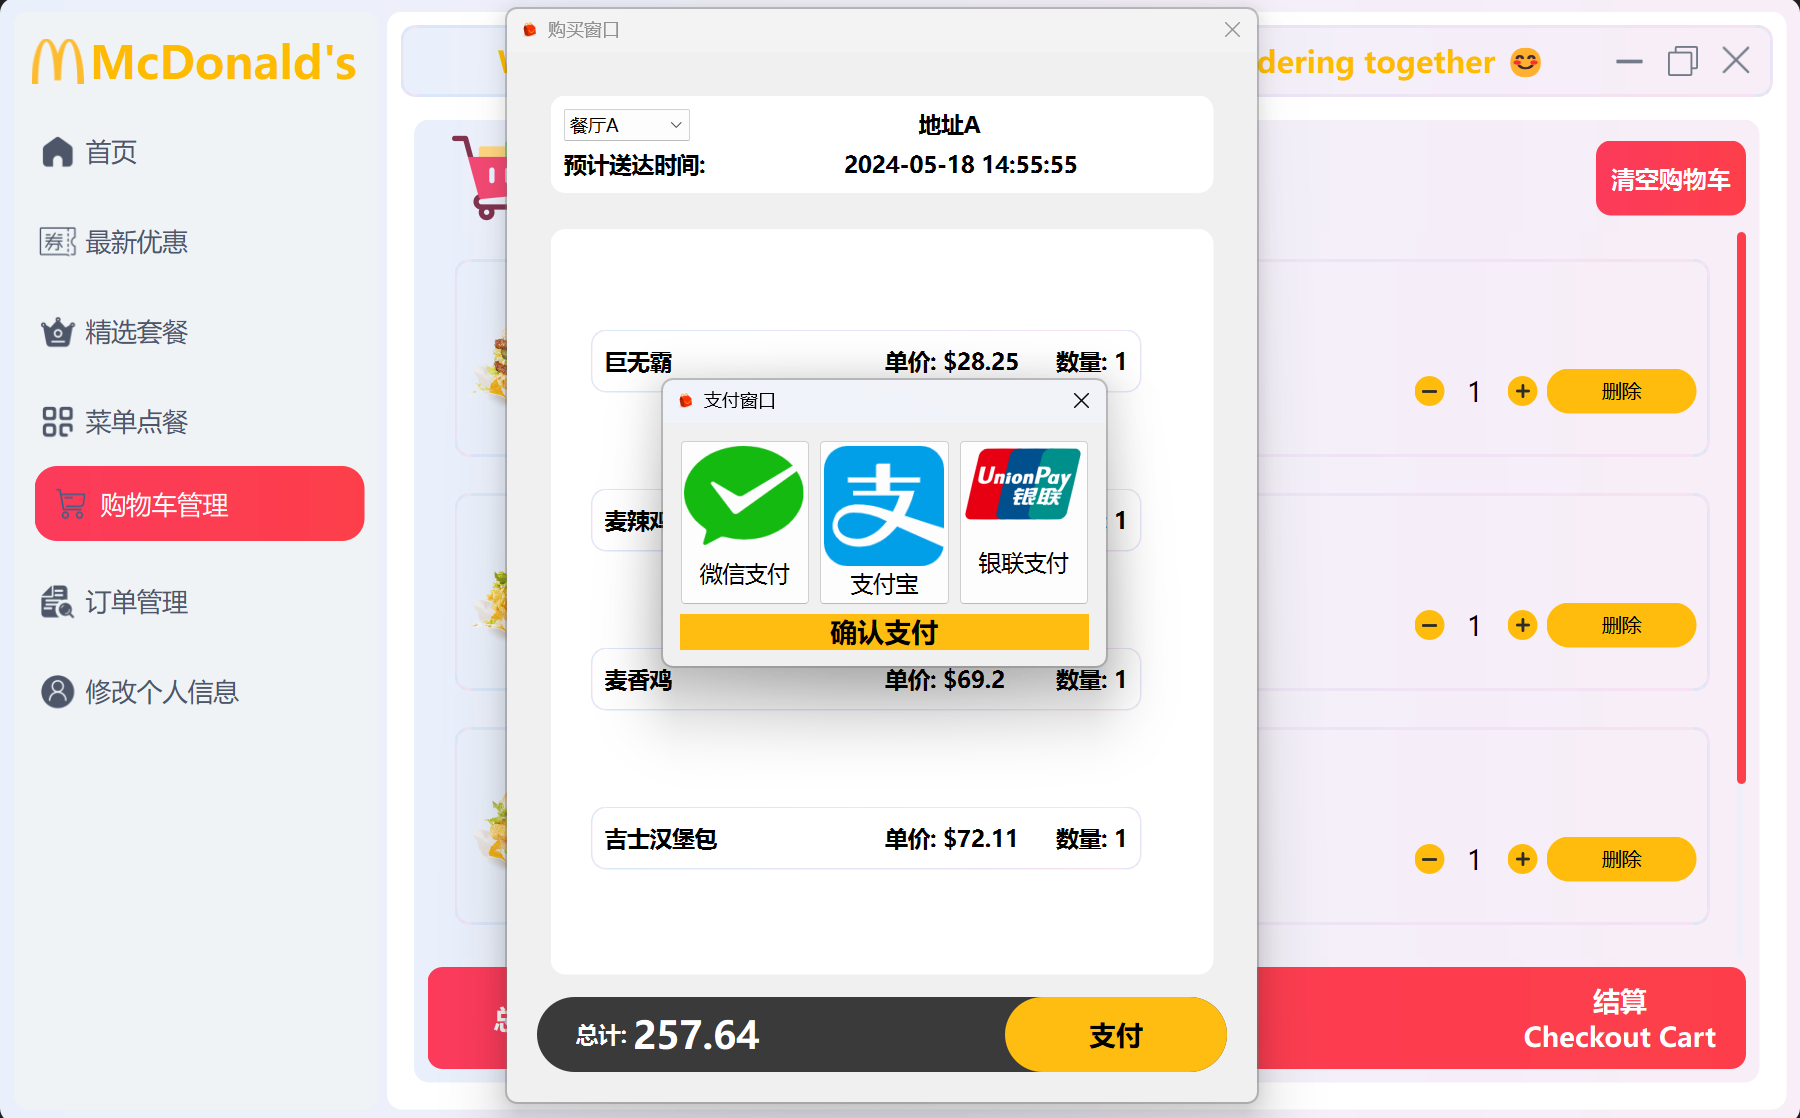 McDonald's
首页
最新优惠
精选套餐
菜单点餐
购物车管理
订单管理
修改个人信息
dering together
清空购物车
1
删除
1
删除
1
删除
结算
Checkout Cart
购买窗口
餐厅A
地址A
预计送达时间:
2024-05-18 14:55:55
巨无霸
单价: $28.25
数量: 1
麦辣鸡
1
麦香鸡
单价: $69.2
数量: 1
吉士汉堡包
单价: $72.11
数量: 1
总计: 257.64
支付
支付窗口
微信支付
支付宝
UnionPay
银联
银联支付
确认支付